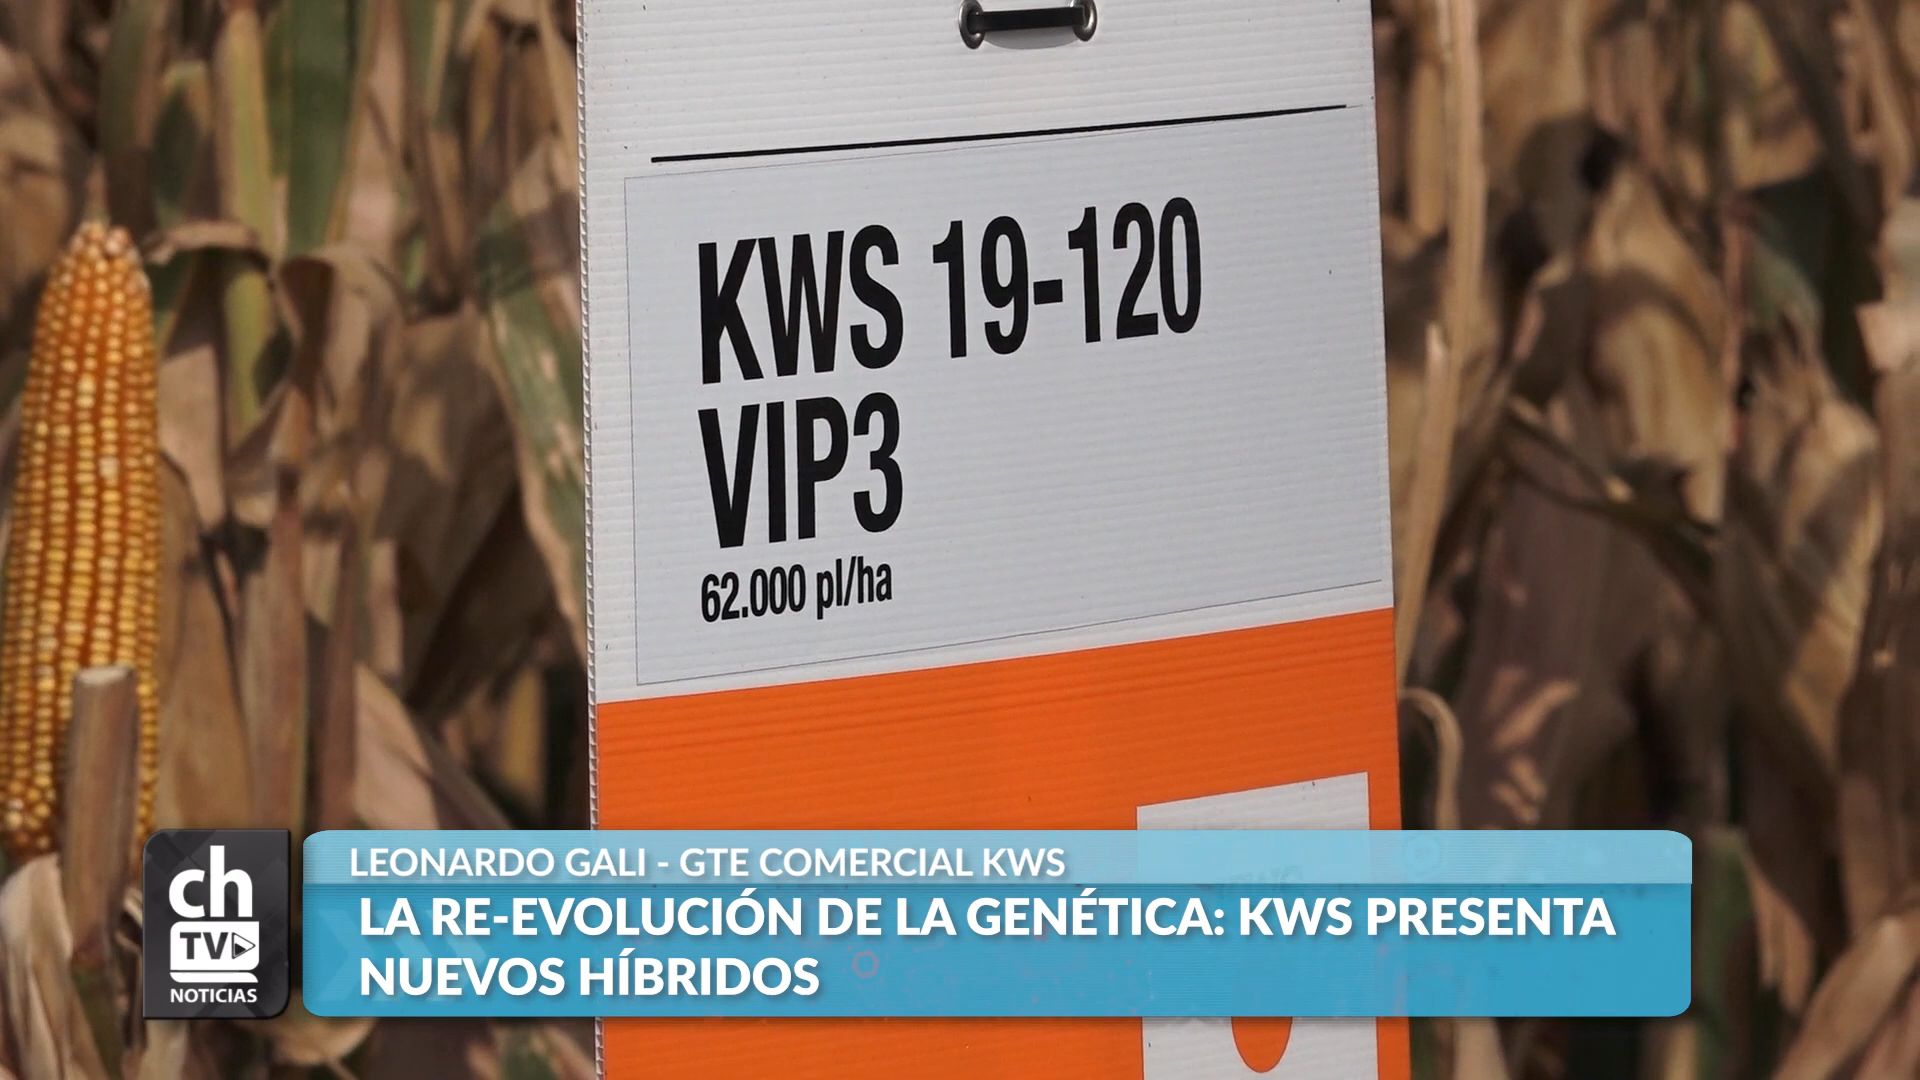 KWS 19-120
VIP3
62.000 pl/ha
LEONARDO GALI - GTE COMERCIAL KWS
LA RE-EVOLUCIÓN DE LA GENÉTICA: KWS PRESENTA
NUEVOS HÍBRIDOS
ch
TV
NOTICIAS